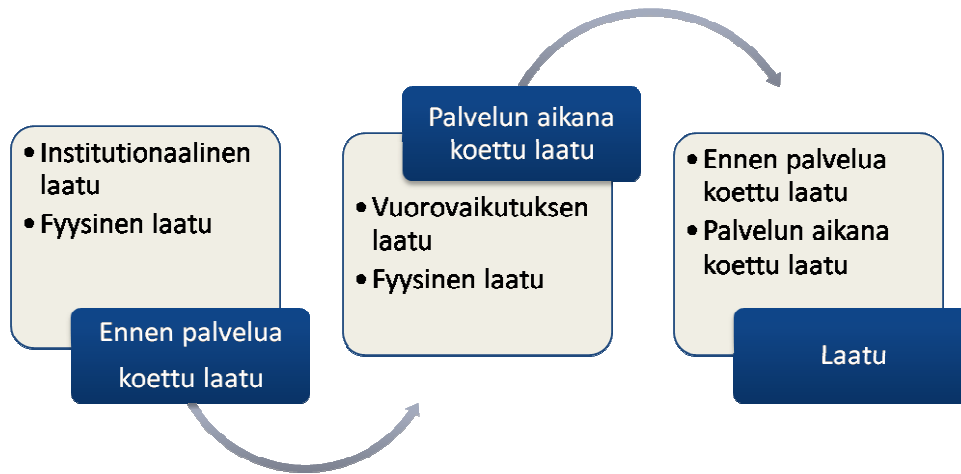 • Institutionaalinen
laatu
• Fyysinen laatu
Ennen palvelua
koettu laatu
Palvelun aikana
koettu laatu
• Vuorovaikutuksen
laatu
• Fyysinen laatu
• Ennen palvelua
koettu laatu
• Palvelun aikana
koettu laatu
Laatu